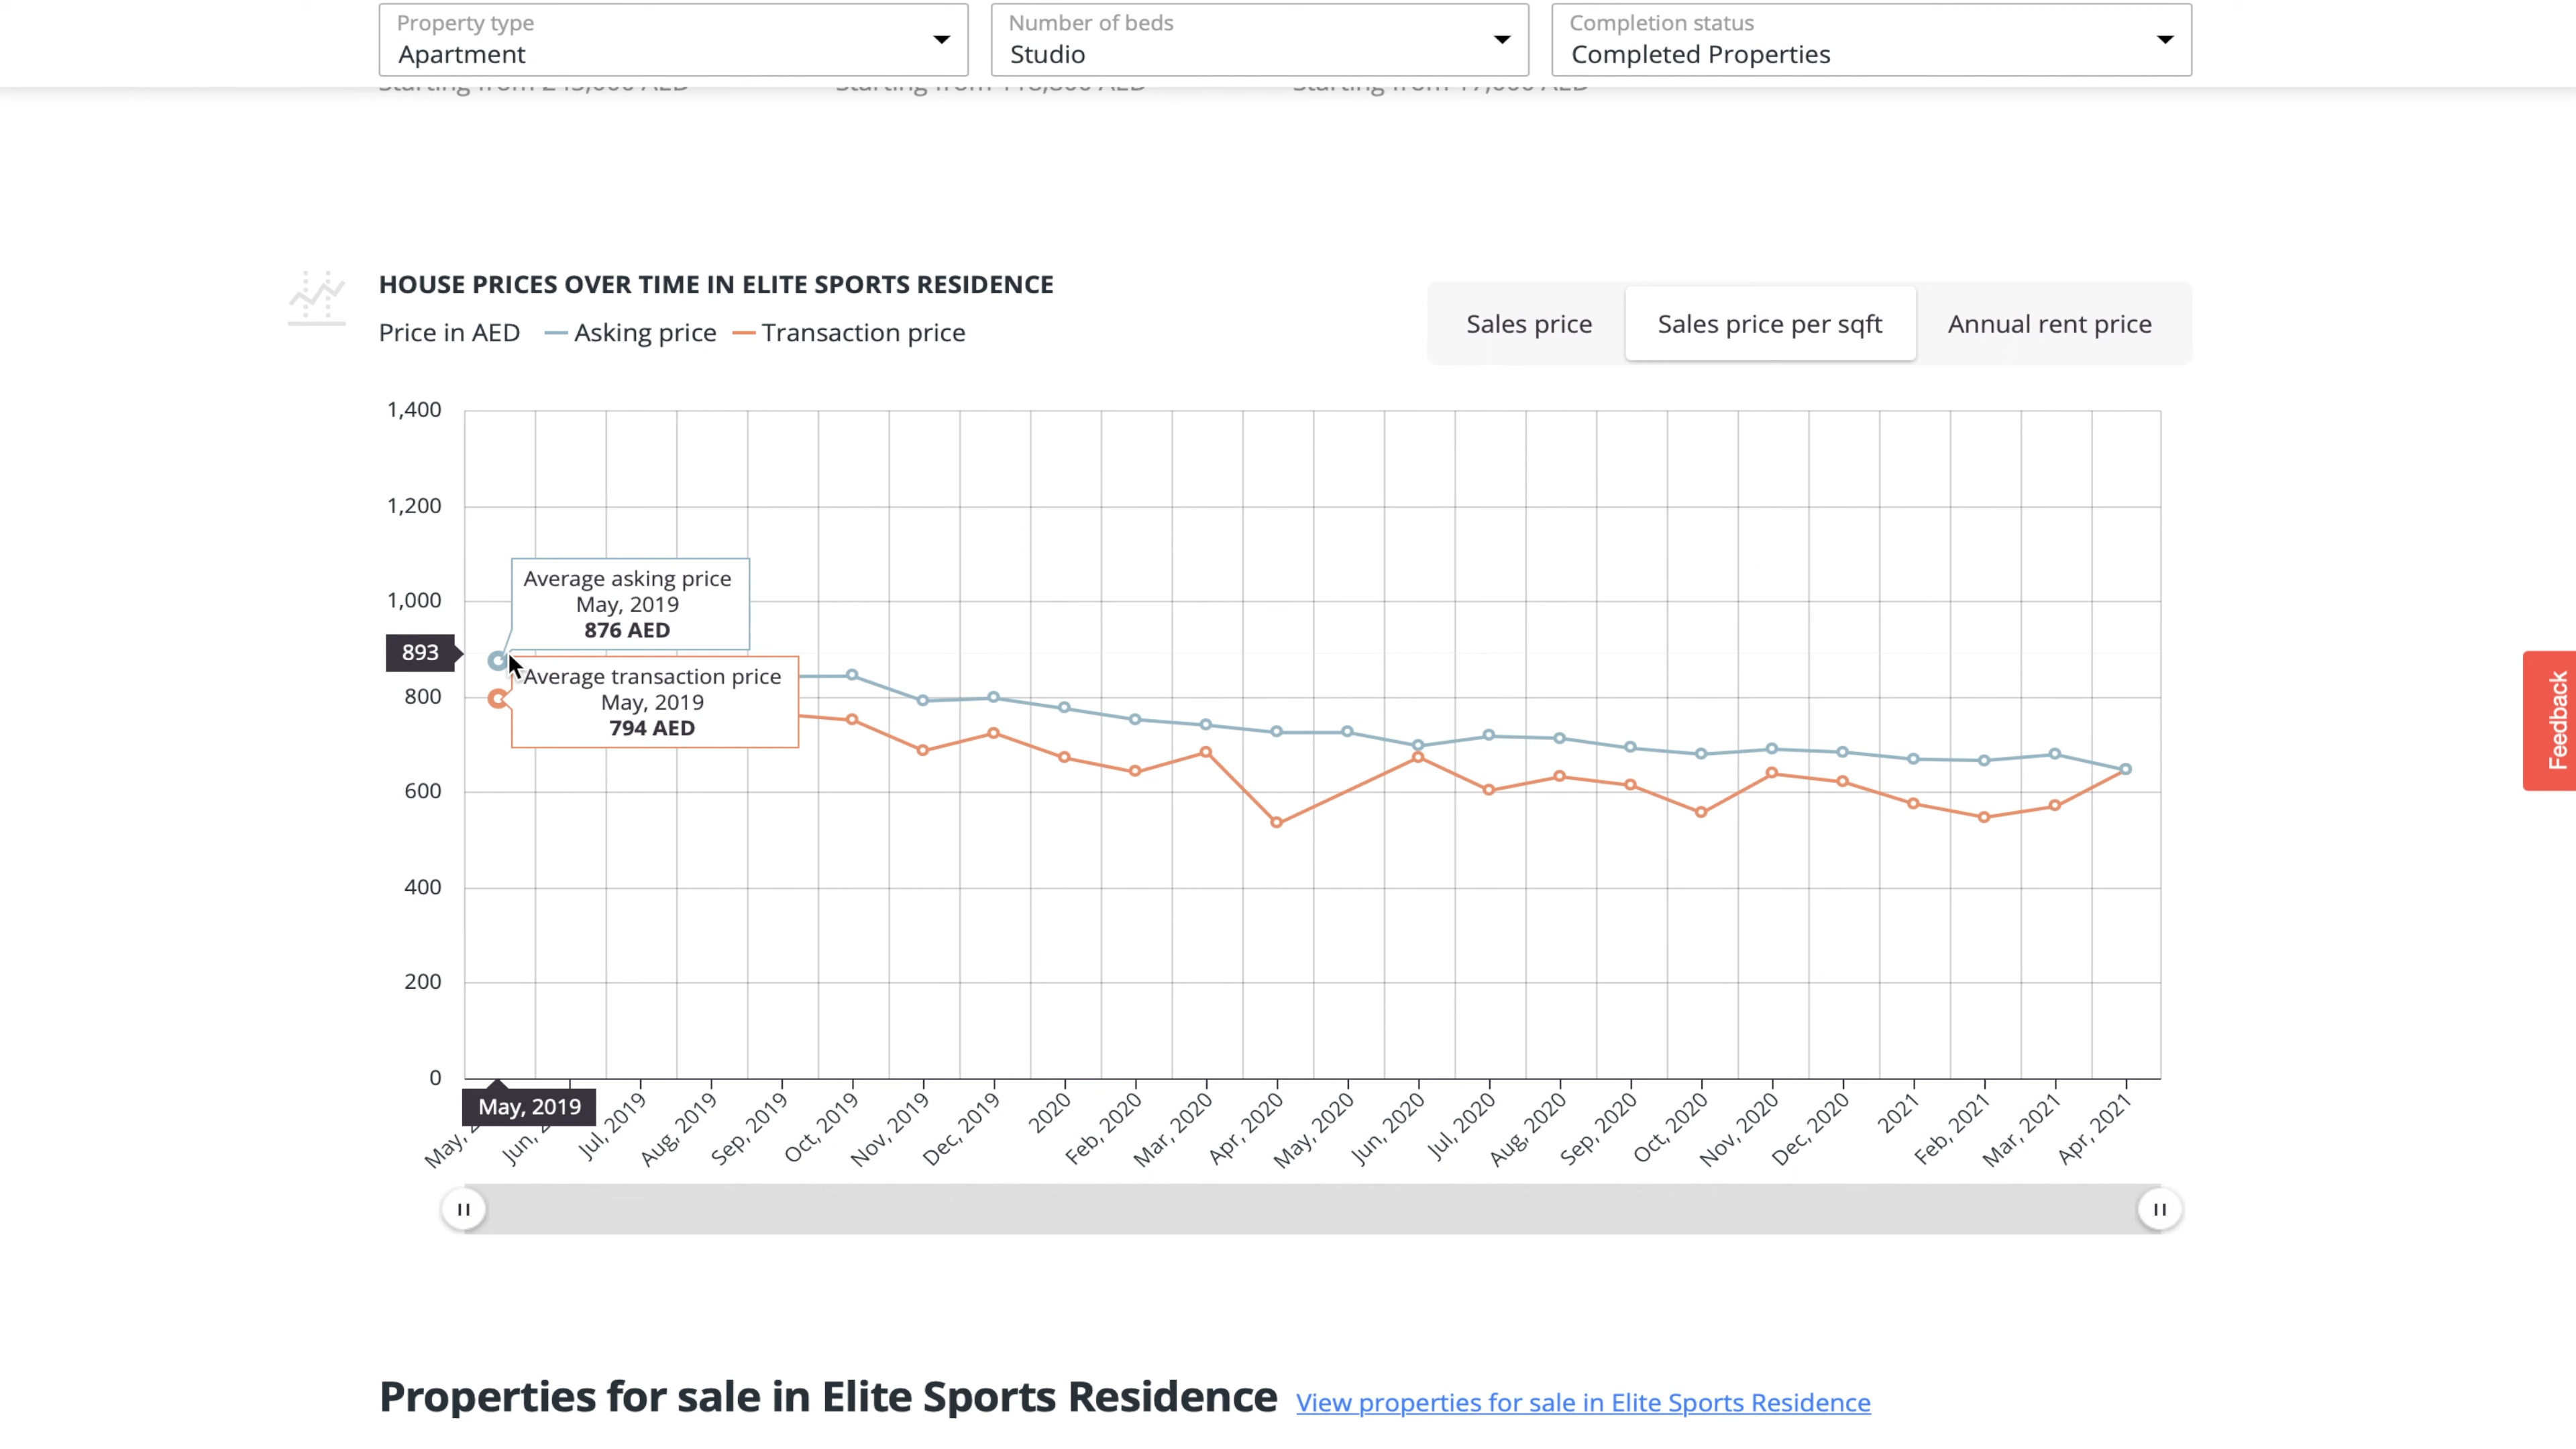 Property type
Apartment
Number of beds
Studio
Completion status
Completed Properties
HOUSE PRICES OVER TIME IN ELITE SPORTS RESIDENCE
Price in AED — Asking price — Transaction price
Sales price
Sales price per sqft
Annual rent price
1,400
1,200
1,000
893
800
600
400
200
0
Average asking price
May, 2019
876 AED
Average transaction price
May, 2019
794 AED
Feedback
May, 2019
May,
Jun,
Jul, 2019
Aug, 2019
Sep, 2019
Oct, 2019
Nov, 2019
Dec, 2019
2020
Feb, 2020
Mar, 2020
Apr, 2020
May, 2020
Jun, 2020
Jul, 2020
Aug, 2020
Sep, 2020
Oct, 2020
Nov, 2020
Dec, 2020
2021
Feb, 2021
Mar, 2021
Apr, 2021
Properties for sale in Elite Sports Residence
View properties for sale in Elite Sports Residence